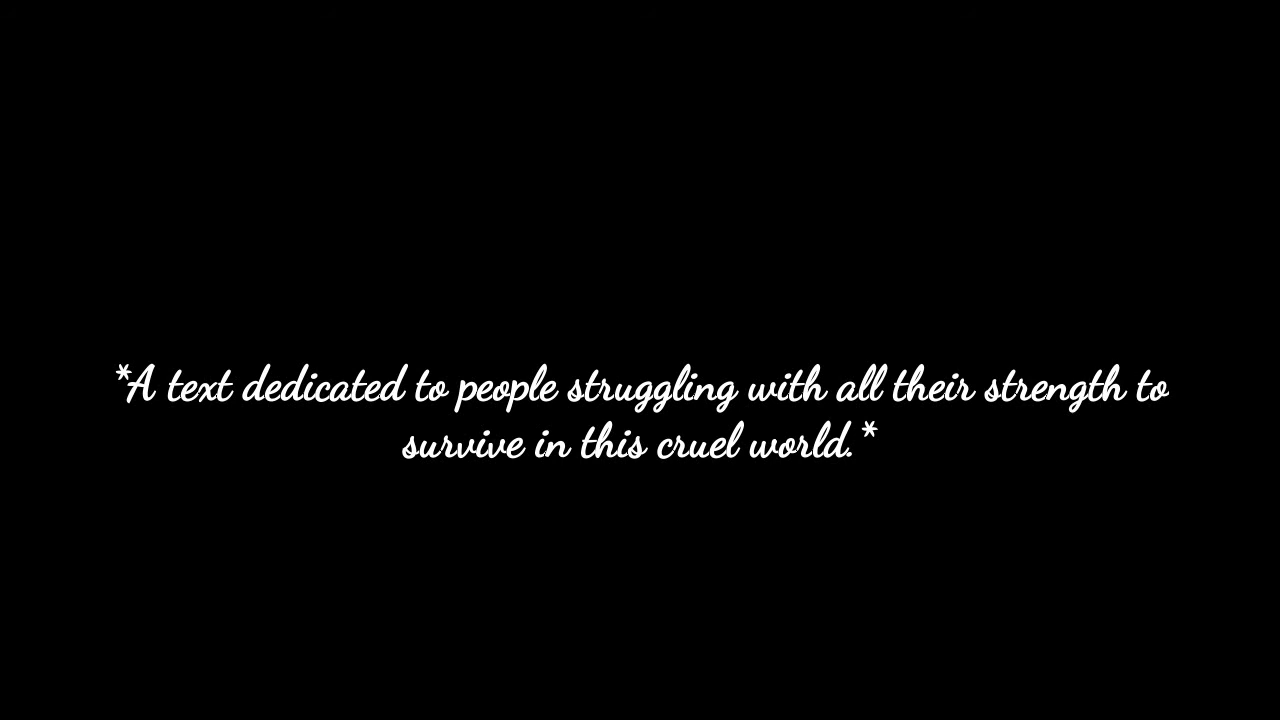 *A text dedicated to people struggling with all their strength to
survive in this cruel world.*